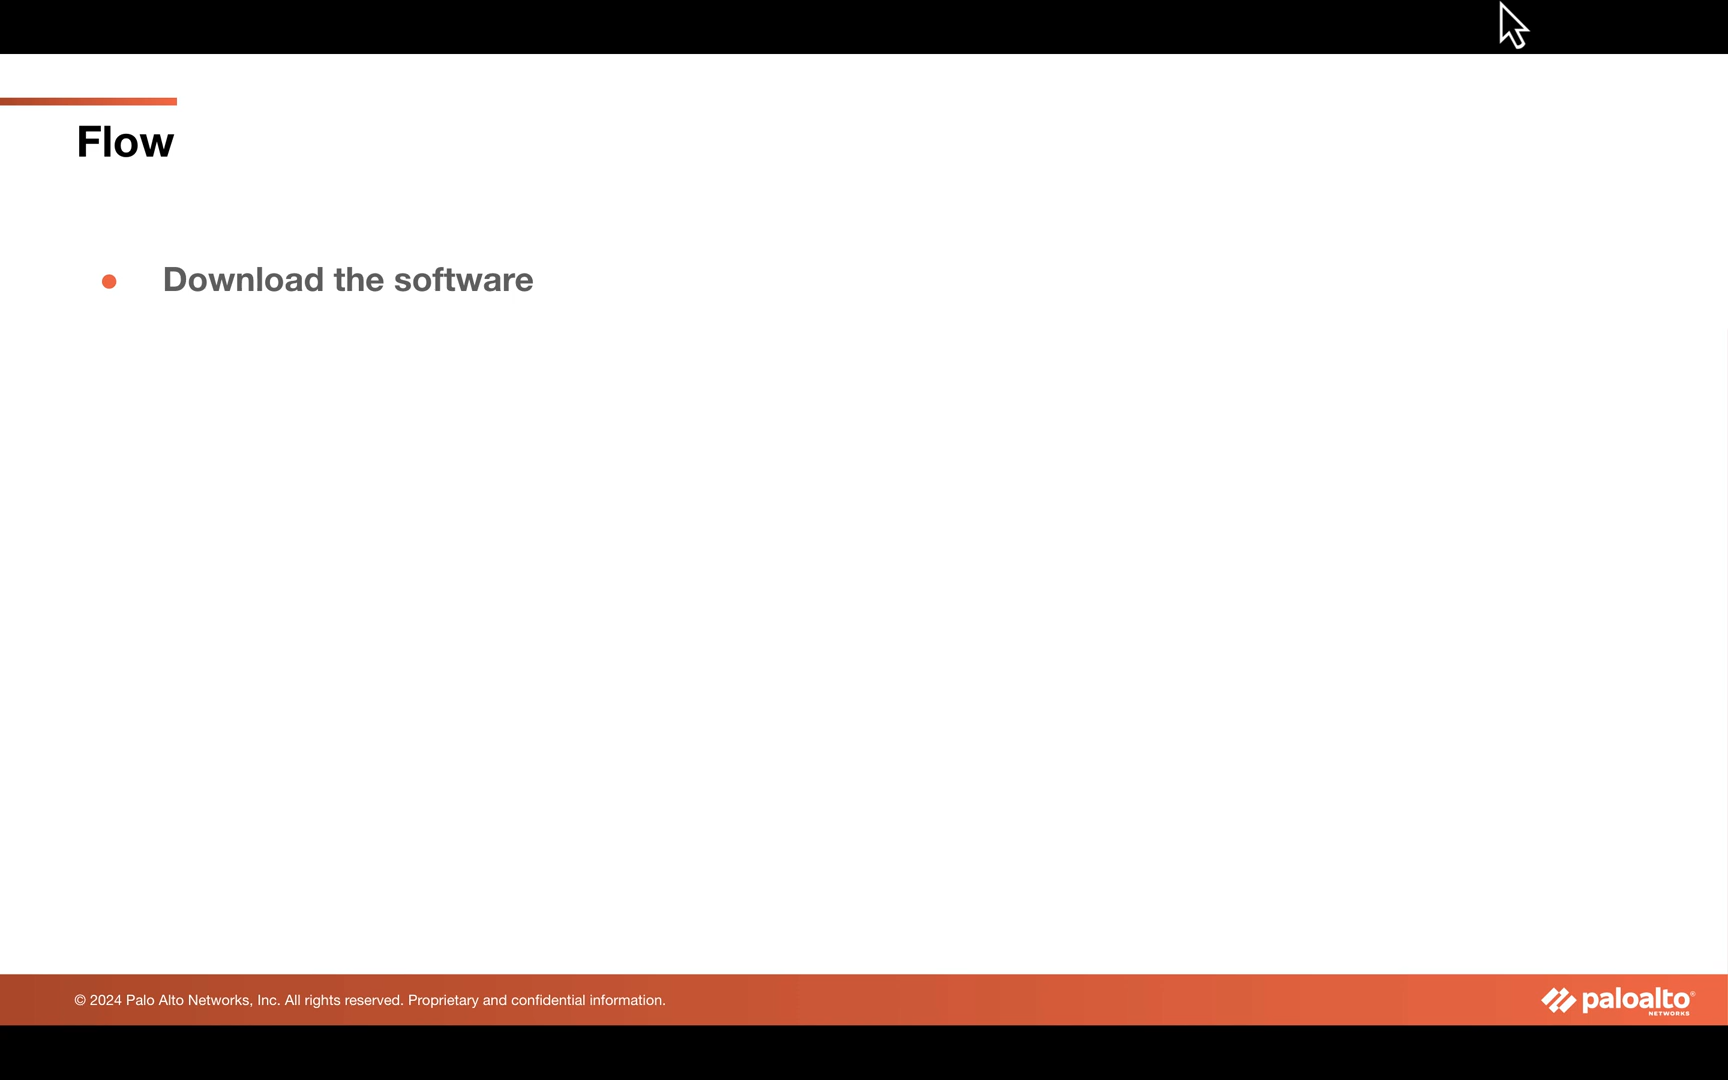 Flow
● Download the software
© 2024 Palo Alto Networks, Inc. All rights reserved. Proprietary and confidential information.
paloalto®
NETWORKS